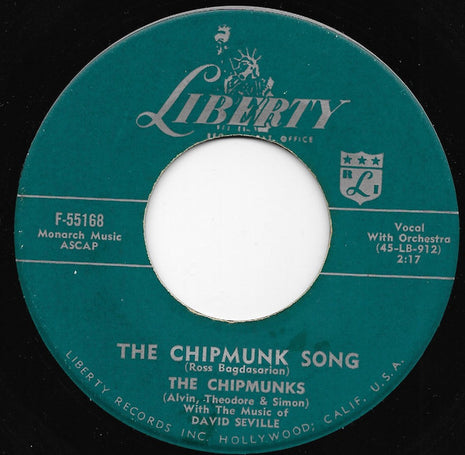 LIBERTY
OFFICE
R L I
F-55168
Monarch Music
ASCAP
Vocal
With Orchestra
(45-LB-912)
2:17
THE CHIPMUNK SONG
(Ross Bagdasarian)
THE CHIPMUNKS
(Alvin, Theodore & Simon)
With The Music of
DAVID SEVILLE
LIBERTY RECORDS INC. HOLLYWOOD; CALIF. U.S.A.